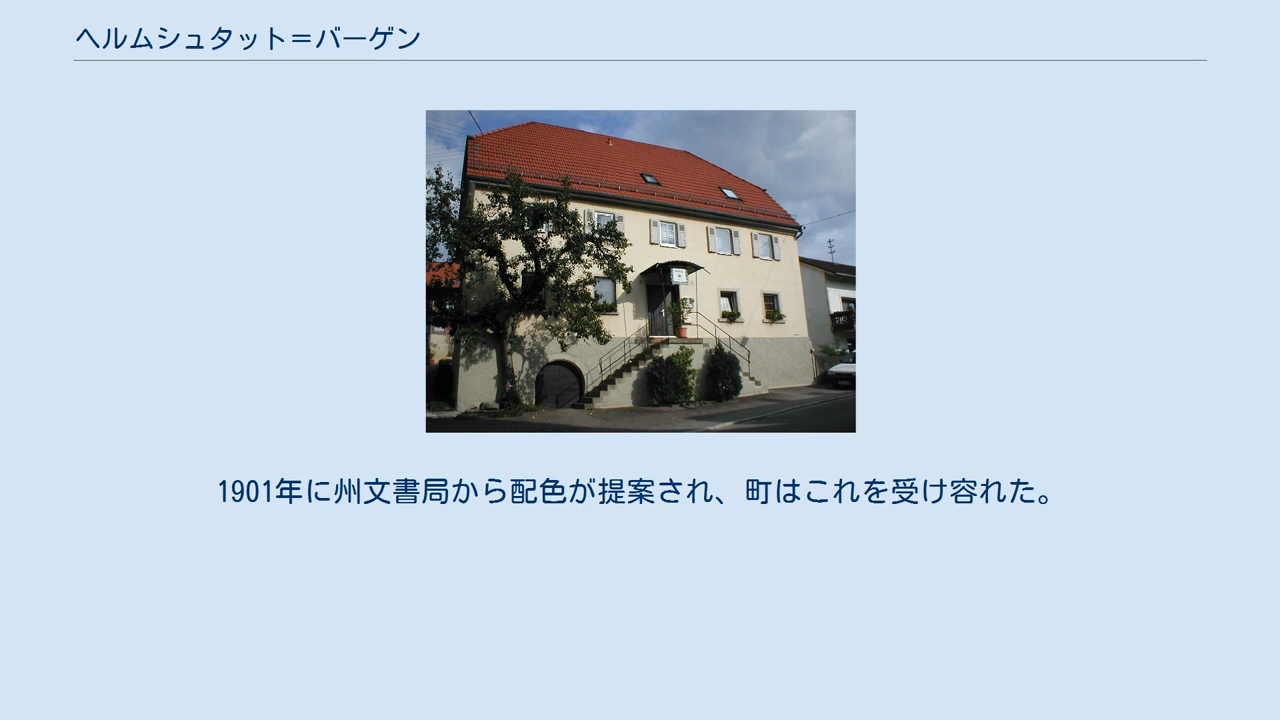 ヘルムシュタット＝バーゲン
1901年に州文書局から配色が提案され、町はこれを受け容れた。